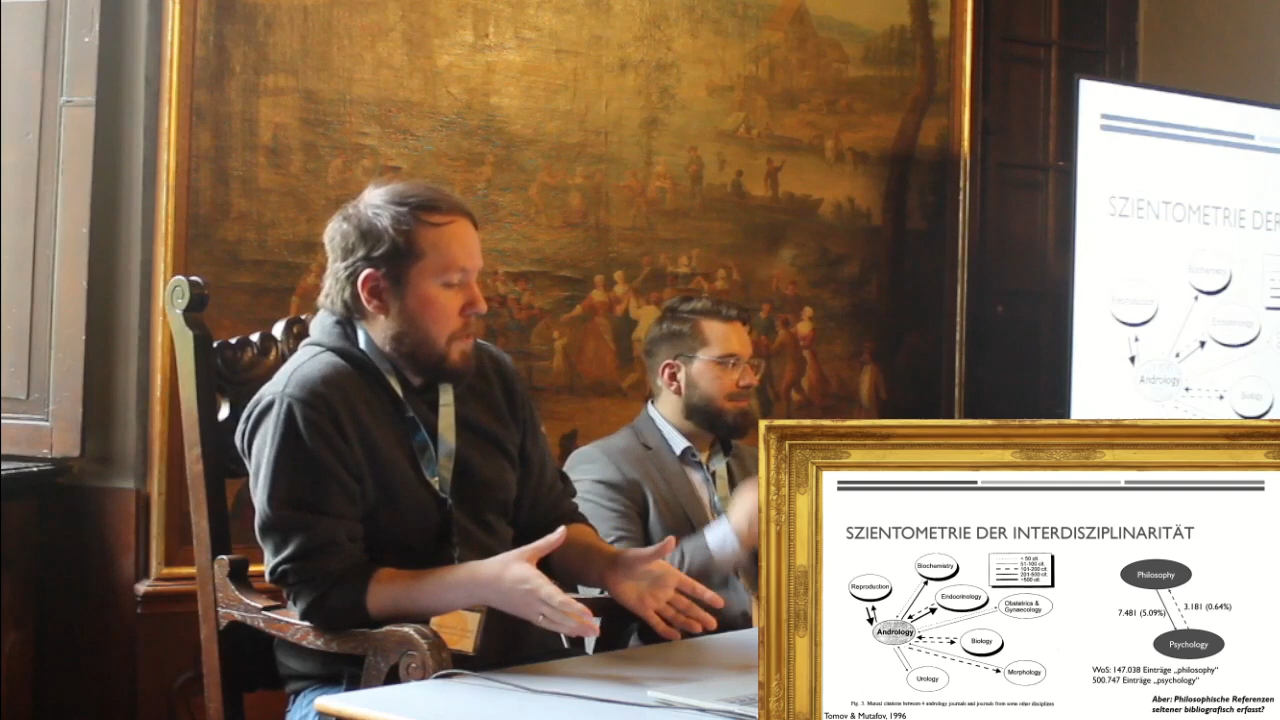 SZIENTOMETRIE DER
Biochemistry
Reproduction
Endocrinology
Andrology
Biology
SZIENTOMETRIE DER INTERDISZIPLINARITÄT
Biochemistry
< 50 cit.
51-100 cit.
101-200 cit.
201-500 cit.
>500 cit.
Reproduction
Endocrinology
Obstetrics &
Gynaecology
Andrology
Biology
Urology
Morphology
Fig. 3. Mutual citations between 4 andrology journals and journals from some other disciplines
Tomov & Mutafov, 1996
Philosophy
7.481 (5.09%)
3.181 (0.64%)
Psychology
WoS: 147.038 Einträge „philosophy“
500.747 Einträge „psychology“
Aber: Philosophische Referenzen
seltener bibliografisch erfasst?